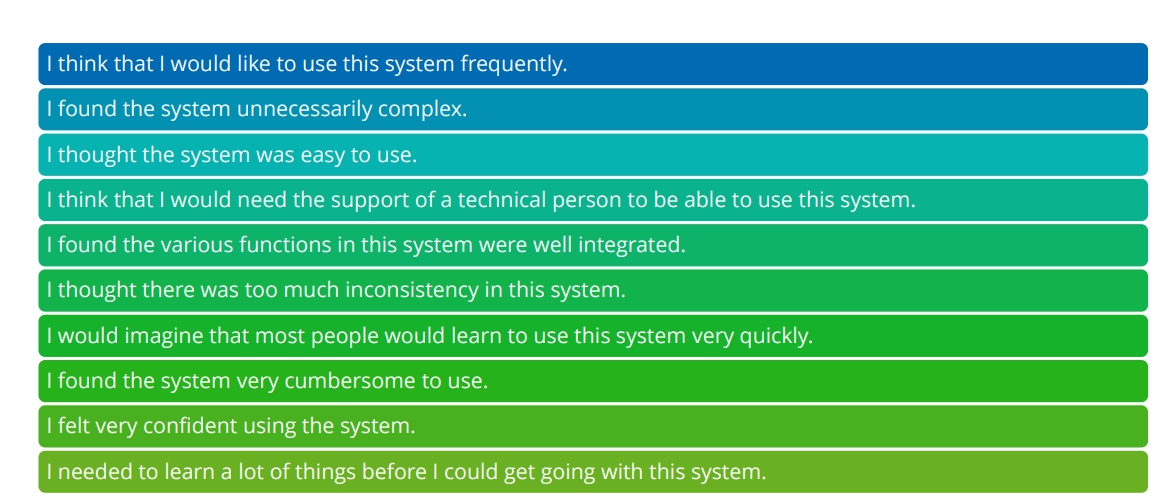 I think that I would like to use this system frequently.
I found the system unnecessarily complex.
I thought the system was easy to use.
I think that I would need the support of a technical person to be able to use this system.
I found the various functions in this system were well integrated.
I thought there was too much inconsistency in this system.
I would imagine that most people would learn to use this system very quickly.
I found the system very cumbersome to use.
I felt very confident using the system.
I needed to learn a lot of things before I could get going with this system.